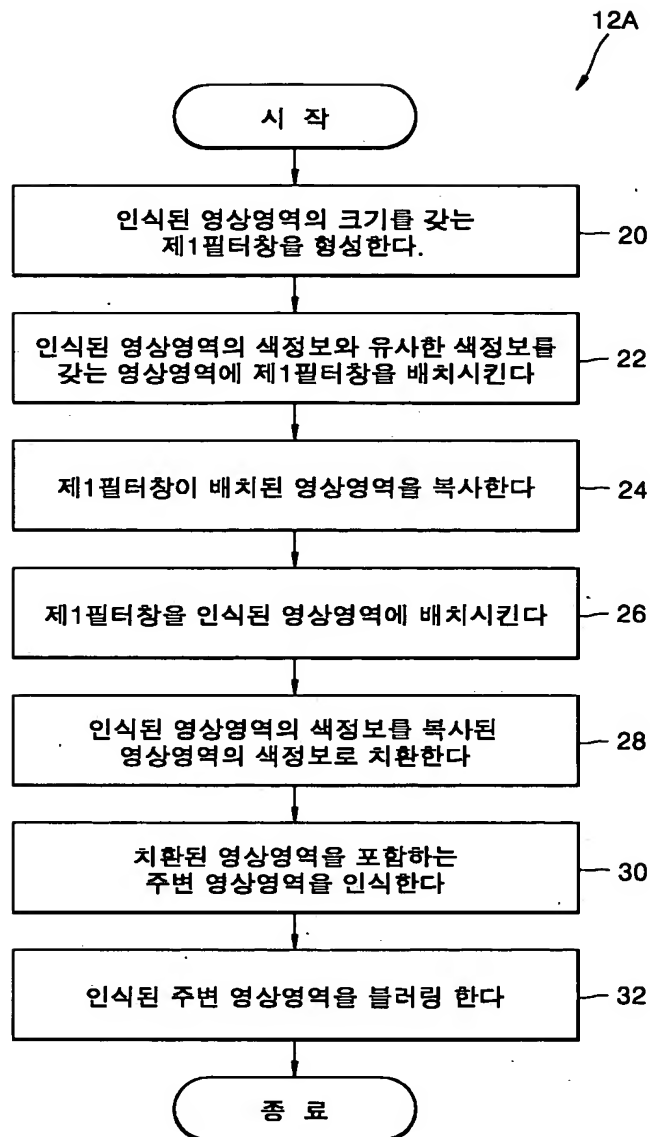 12A
시 작
인식된 영상영역의 크기를 갖는
제1필터창을 형성한다.
20
인식된 영상영역의 색정보와 유사한 색정보를
갖는 영상영역에 제1필터창을 배치시킨다
22
제1필터창이 배치된 영상영역을 복사한다
24
제1필터창을 인식된 영상영역에 배치시킨다
26
인식된 영상영역의 색정보를 복사된
영상영역의 색정보로 치환한다
28
치환된 영상영역을 포함하는
주변 영상영역을 인식한다
30
인식된 주변 영상영역을 블러링 한다
32
종 료